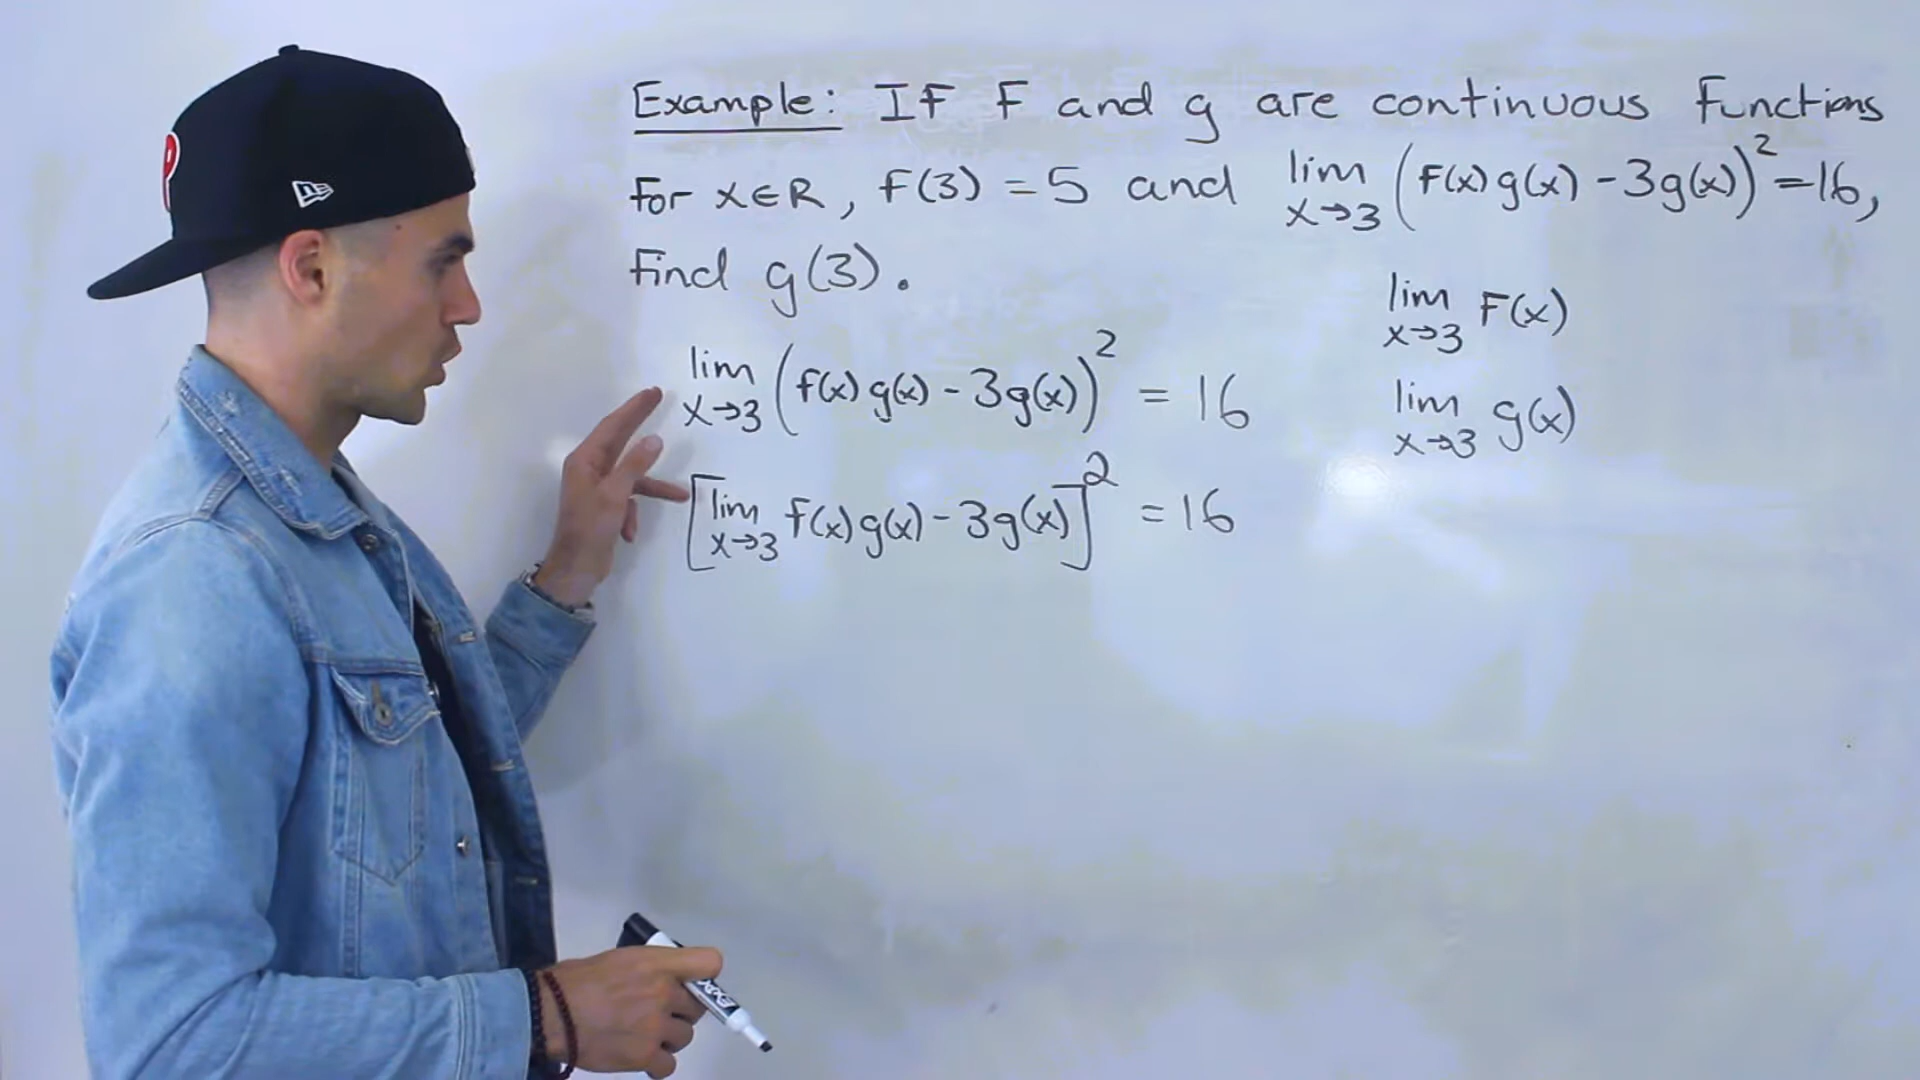 Example: If f and g are continuous functions
for x∈R, f(3) = 5 and lim x→3 (f(x)g(x) - 3g(x))² = 16,
Find g(3).
lim x→3 f(x)
lim x→3 (f(x)g(x) - 3g(x))² = 16
lim x→3 g(x)
[lim x→3 f(x)g(x) - 3g(x)]² = 16
P
EXPO